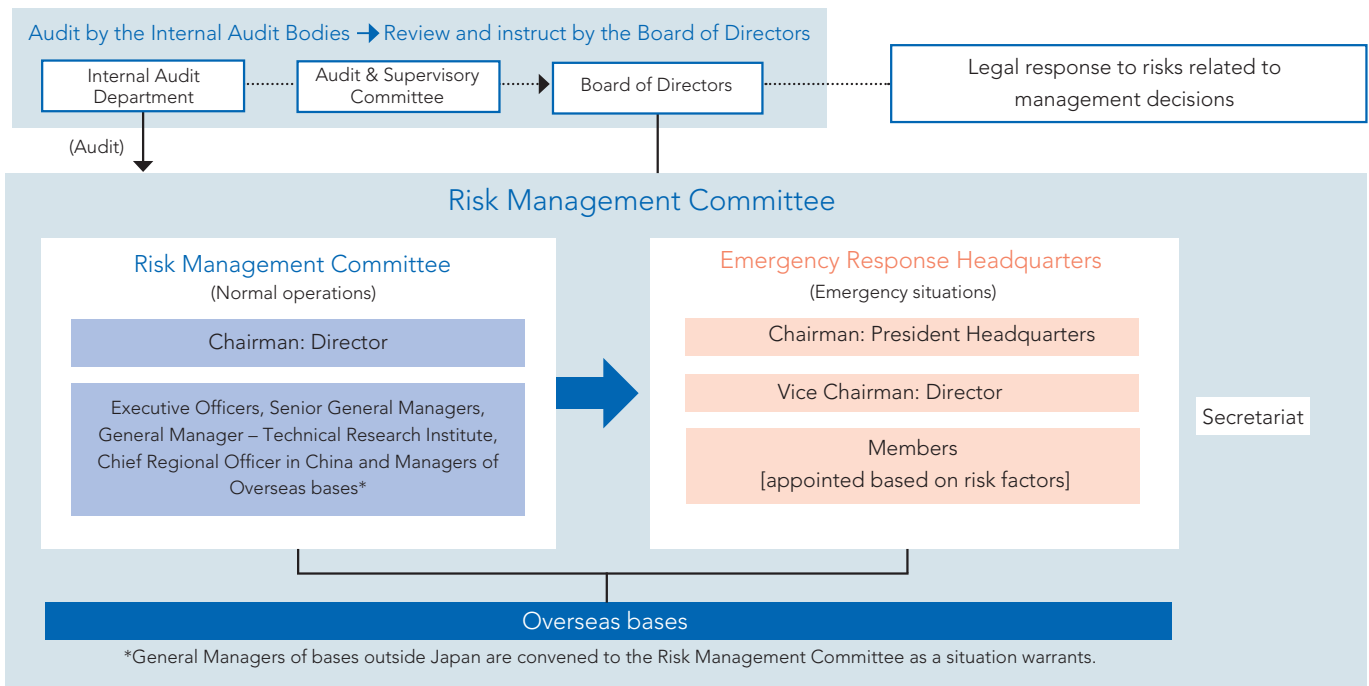 Audit by the Internal Audit Bodies → Review and instruct by the Board of Directors
Internal Audit
Department
Audit & Supervisory
Committee
Board of Directors
Legal response to risks related to
management decisions
(Audit)
Risk Management Committee
Risk Management Committee
(Normal operations)
Chairman: Director
Executive Officers, Senior General Managers,
General Manager – Technical Research Institute,
Chief Regional Officer in China and Managers of
Overseas bases*
Emergency Response Headquarters
(Emergency situations)
Chairman: President Headquarters
Vice Chairman: Director
Members
[appointed based on risk factors]
Secretariat
Overseas bases
*General Managers of bases outside Japan are convened to the Risk Management Committee as a situation warrants.